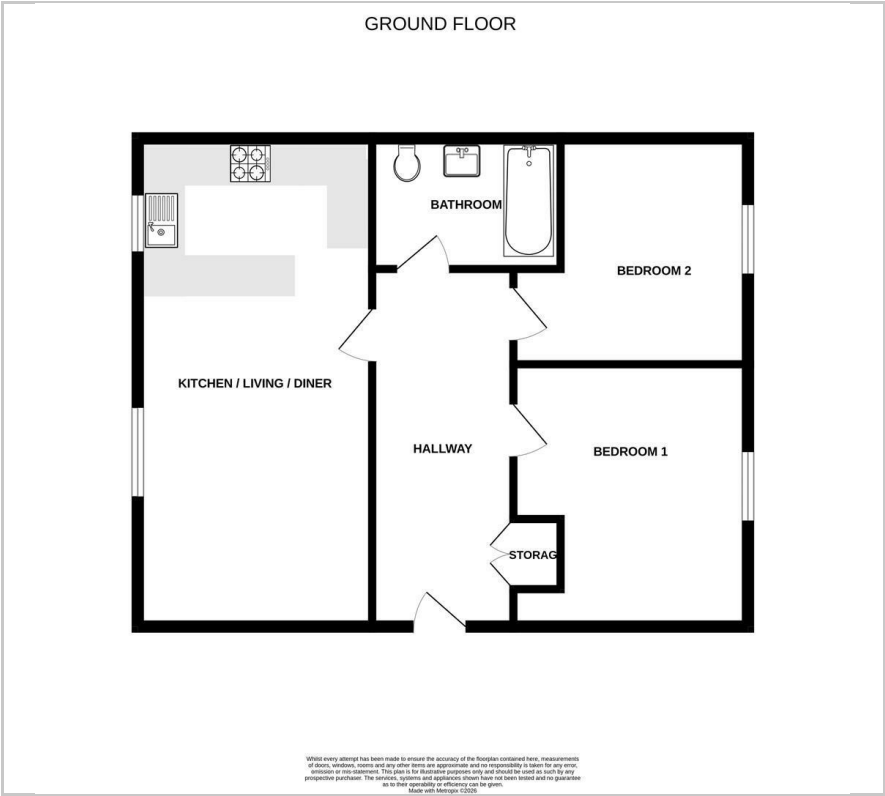 GROUND FLOOR
BATHROOM
BEDROOM 2
KITCHEN / LIVING / DINER
HALLWAY
BEDROOM 1
STORAG
Whilst every attempt has been made to ensure the accuracy of the floorplan contained here, measurements
of doors, windows, rooms and any other items are approximate and no responsibility is taken for any error,
omission or mis-statement. This plan is for illustrative purposes only and should be used as such by any
prospective purchaser. The services, systems and appliances shown have not been tested and no guarantee
as to their operability or efficiency can be given.
Made with Metropix ©2026